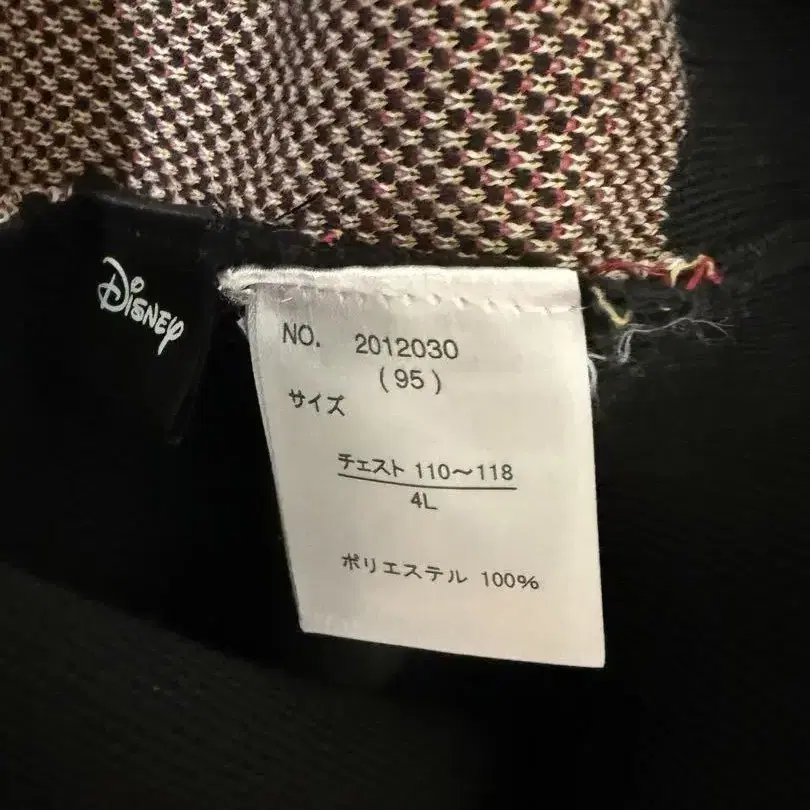 Disney
NO. 2012030
(95)
サイズ
チェスト 110〜118
4L
ポリエステル 100%